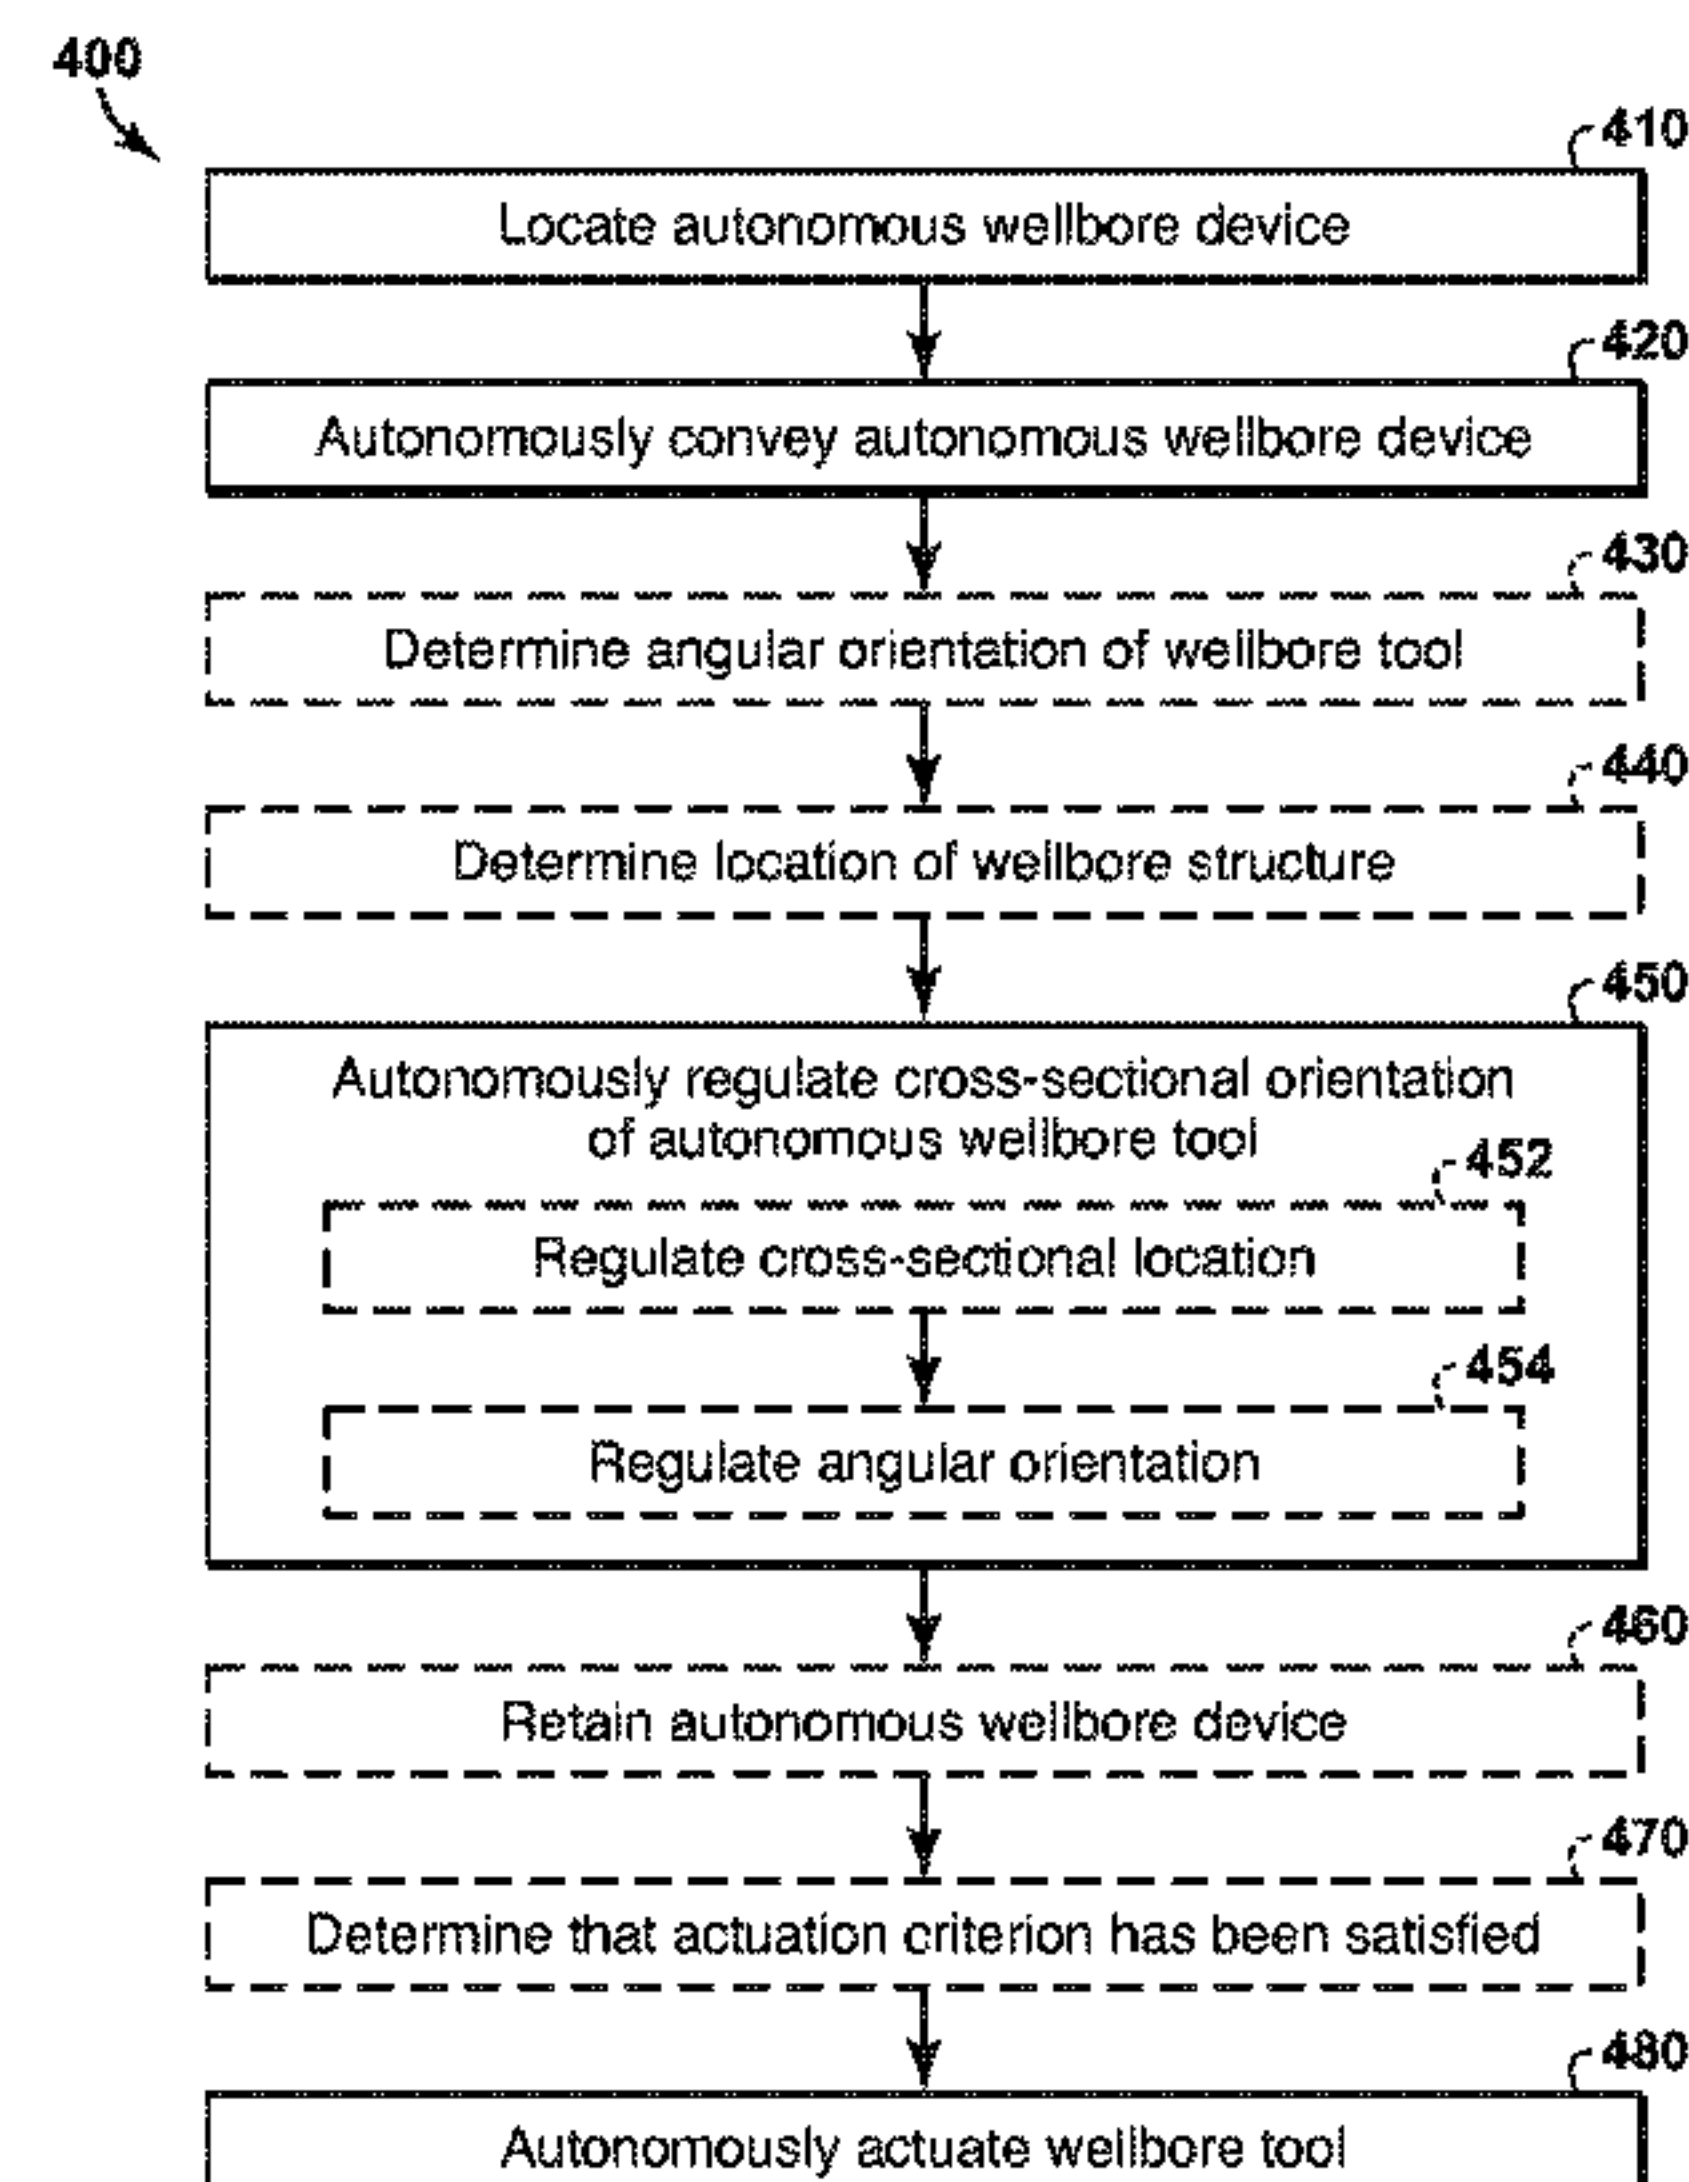 400
410
Locate autonomous wellbore device
420
Autonomously convey autonomous wellbore device
430
Determine angular orientation of wellbore tool
440
Determine location of wellbore structure
450
Autonomously regulate cross-sectional orientation
of autonomous wellbore tool
452
Regulate cross-sectional location
454
Regulate angular orientation
460
Retain autonomous wellbore device
470
Determine that actuation criterion has been satisfied
480
Autonomously actuate wellbore tool